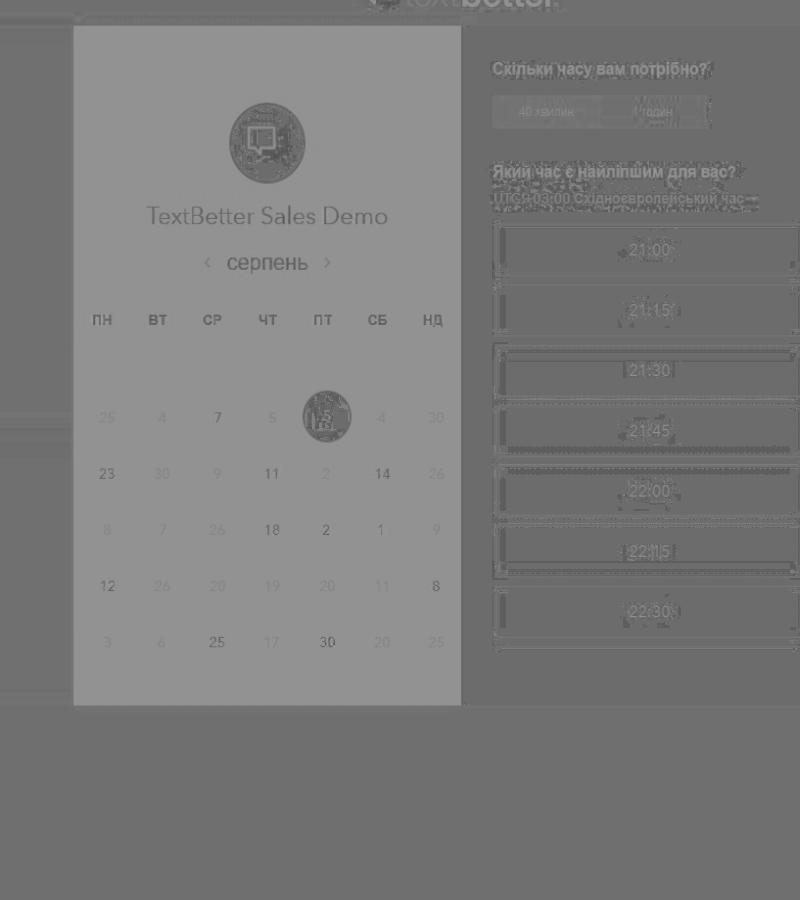 textbetter.
TextBetter Sales Demo
‹ серпень ›
ПН ВТ СР ЧТ ПТ СБ НД
25 4 7 5 5 4 30
23 30 9 11 2 14 26
8 7 26 18 2 1 9
12 26 20 19 20 11 8
3 6 25 17 30 20 25
Скільки часу вам потрібно?
40 хвилин годин
Який час є найліпшим для вас?
03:00 Східноєвропейський час
21:00
21:15
21:30
21:45
22:00
22:15
22:30